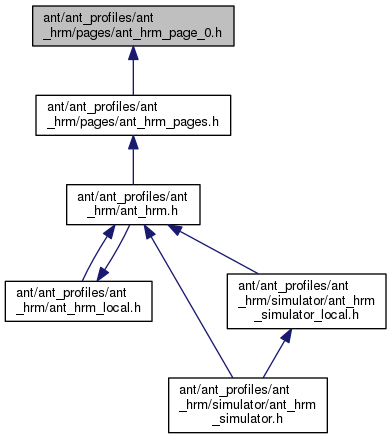 ant/ant_profiles/ant
_hrm/pages/ant_hrm_page_0.h
ant/ant_profiles/ant
_hrm/pages/ant_hrm_pages.h
ant/ant_profiles/ant
_hrm/ant_hrm.h
ant/ant_profiles/ant
_hrm/ant_hrm_local.h
ant/ant_profiles/ant
_hrm/simulator/ant_hrm
_simulator_local.h
ant/ant_profiles/ant
_hrm/simulator/ant_hrm
_simulator.h